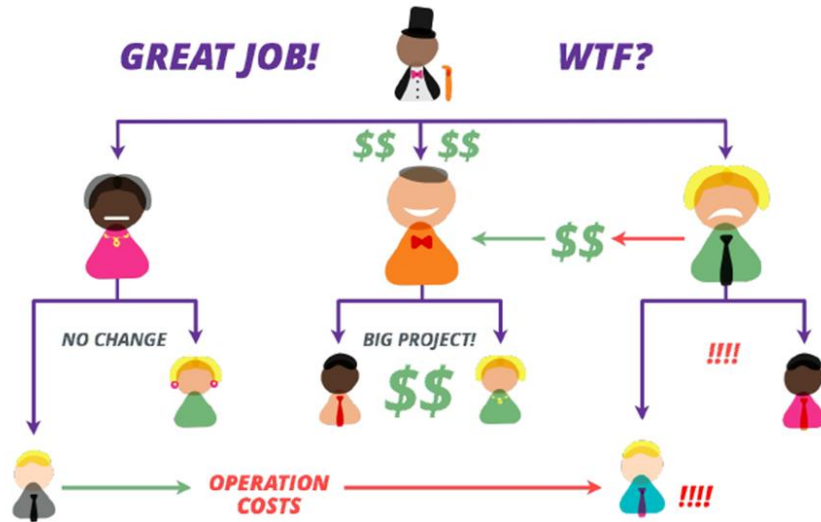 GREAT JOB!
WTF?
$$ $$
$$
NO CHANGE
BIG PROJECT!
$$
!!!!
OPERATION
COSTS
!!!!